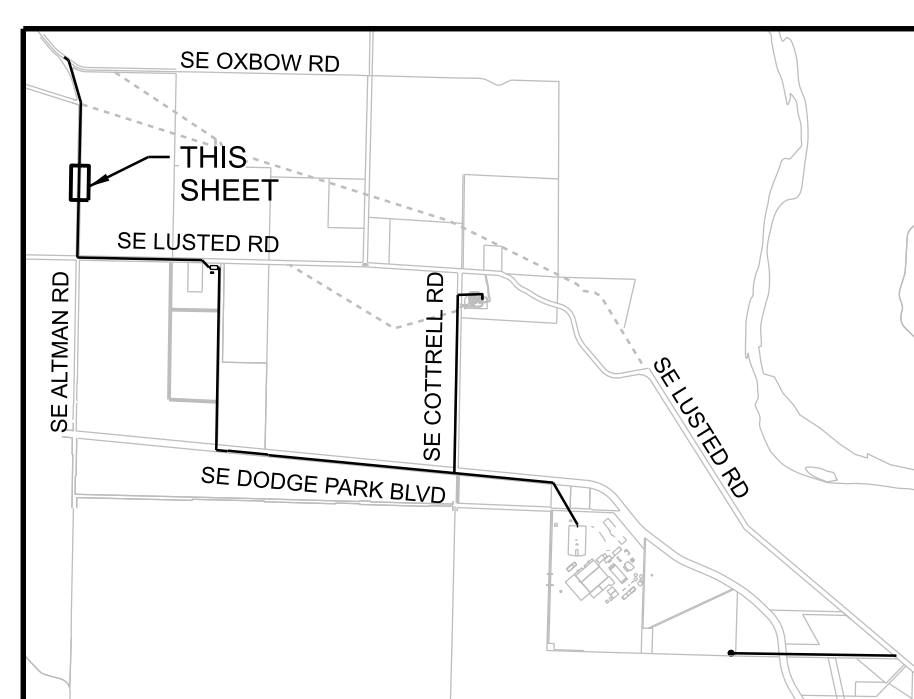 SE OXBOW RD
THIS
SHEET
SE LUSTED RD
SE ALTMAN RD
SE COTTRELL RD
SE LUSTED RD
SE DODGE PARK BLVD